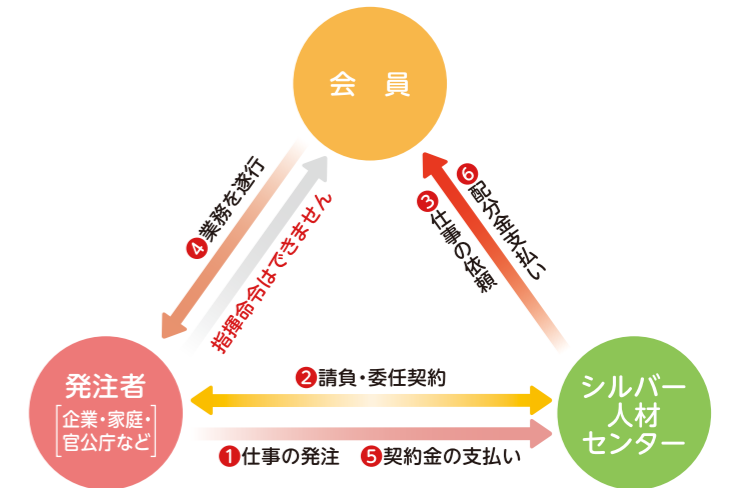 会　員
❹業務を遂行
指揮命令はできません
❻配分金支払い
❸仕事の依頼
発注者
[企業・家庭・
官公庁など]
❷請負・委任契約
シルバー
人材
センター
❶仕事の発注　❺契約金の支払い